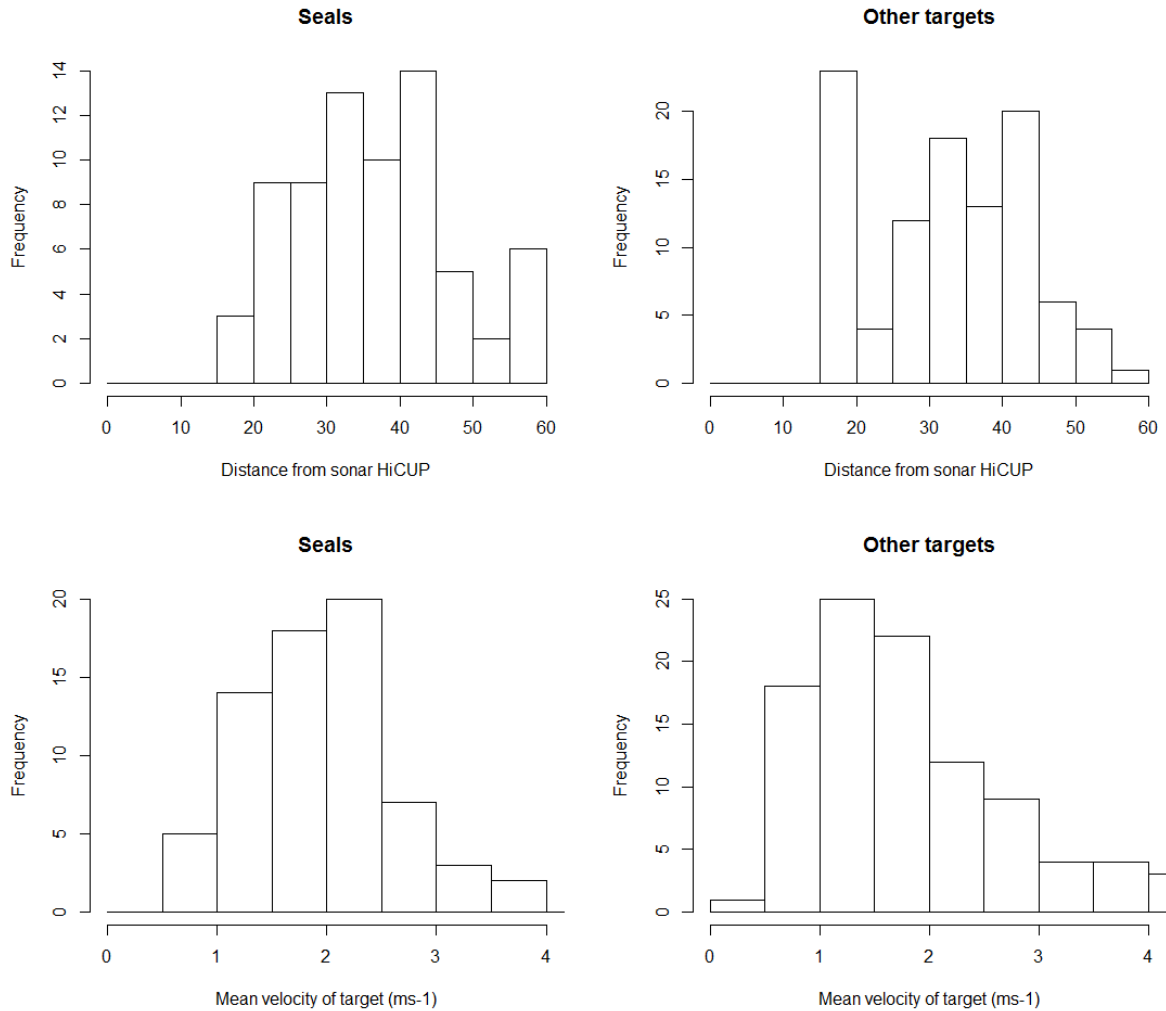 Seals
Other targets
Frequency
0 2 4 6 8 10 12 14
0 10 20 30 40 50 60
Distance from sonar HiCUP
Frequency
0 5 10 15 20
0 10 20 30 40 50 60
Distance from sonar HiCUP
Seals
Other targets
Frequency
0 5 10 15 20
0 1 2 3 4
Mean velocity of target (ms-1)
Frequency
0 5 10 15 20 25
0 1 2 3 4
Mean velocity of target (ms-1)